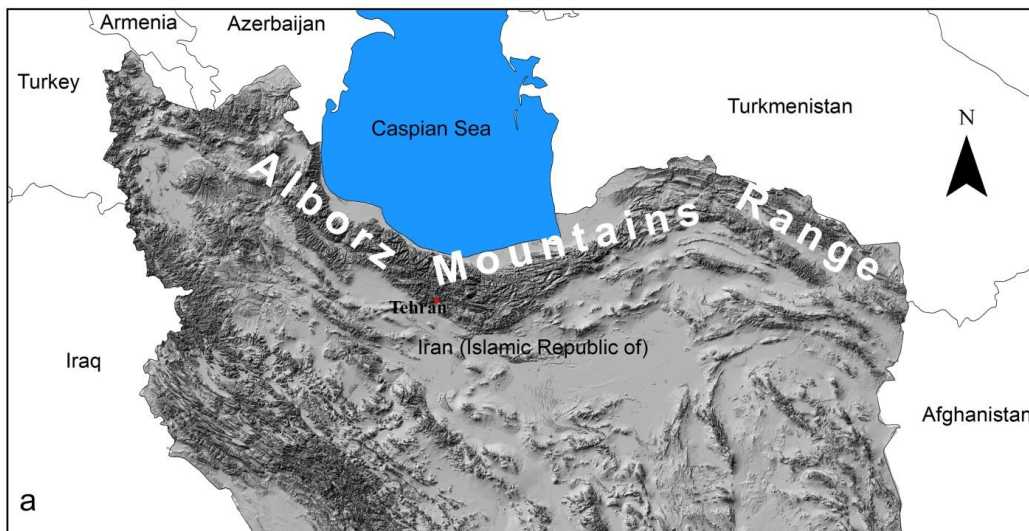 Armenia
Azerbaijan
Turkey
Turkmenistan
Caspian Sea
N
Alborz Mountains Range
Tehran
Iran (Islamic Republic of)
Iraq
Afghanistan
a